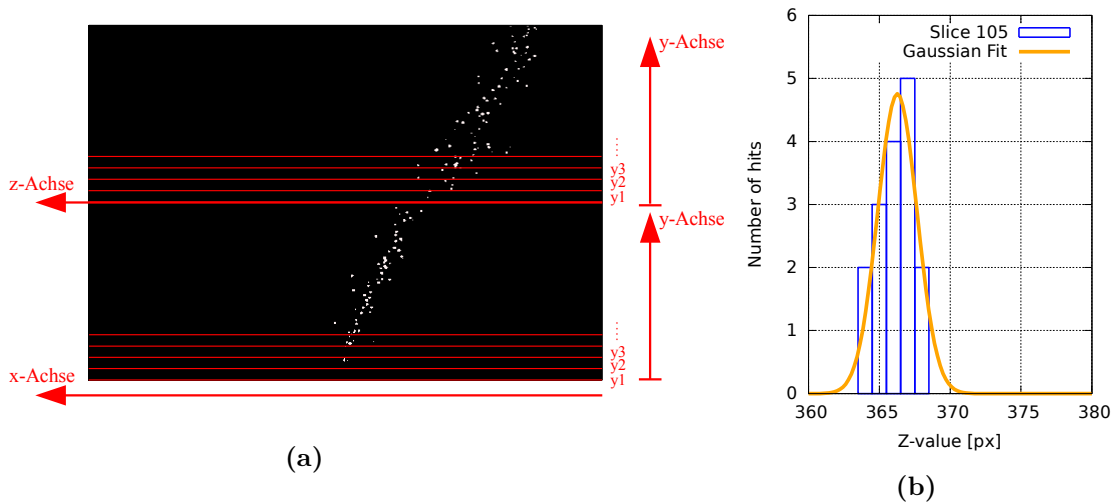 y-Achse
⋮
y3
z-Achse
y2
y1
y-Achse
⋮
y3
x-Achse
y2
y1
(a)
6
5
4
3
2
1
0
Number of hits
Slice 105
Gaussian Fit
360
365
370
375
380
Z-value [px]
(b)